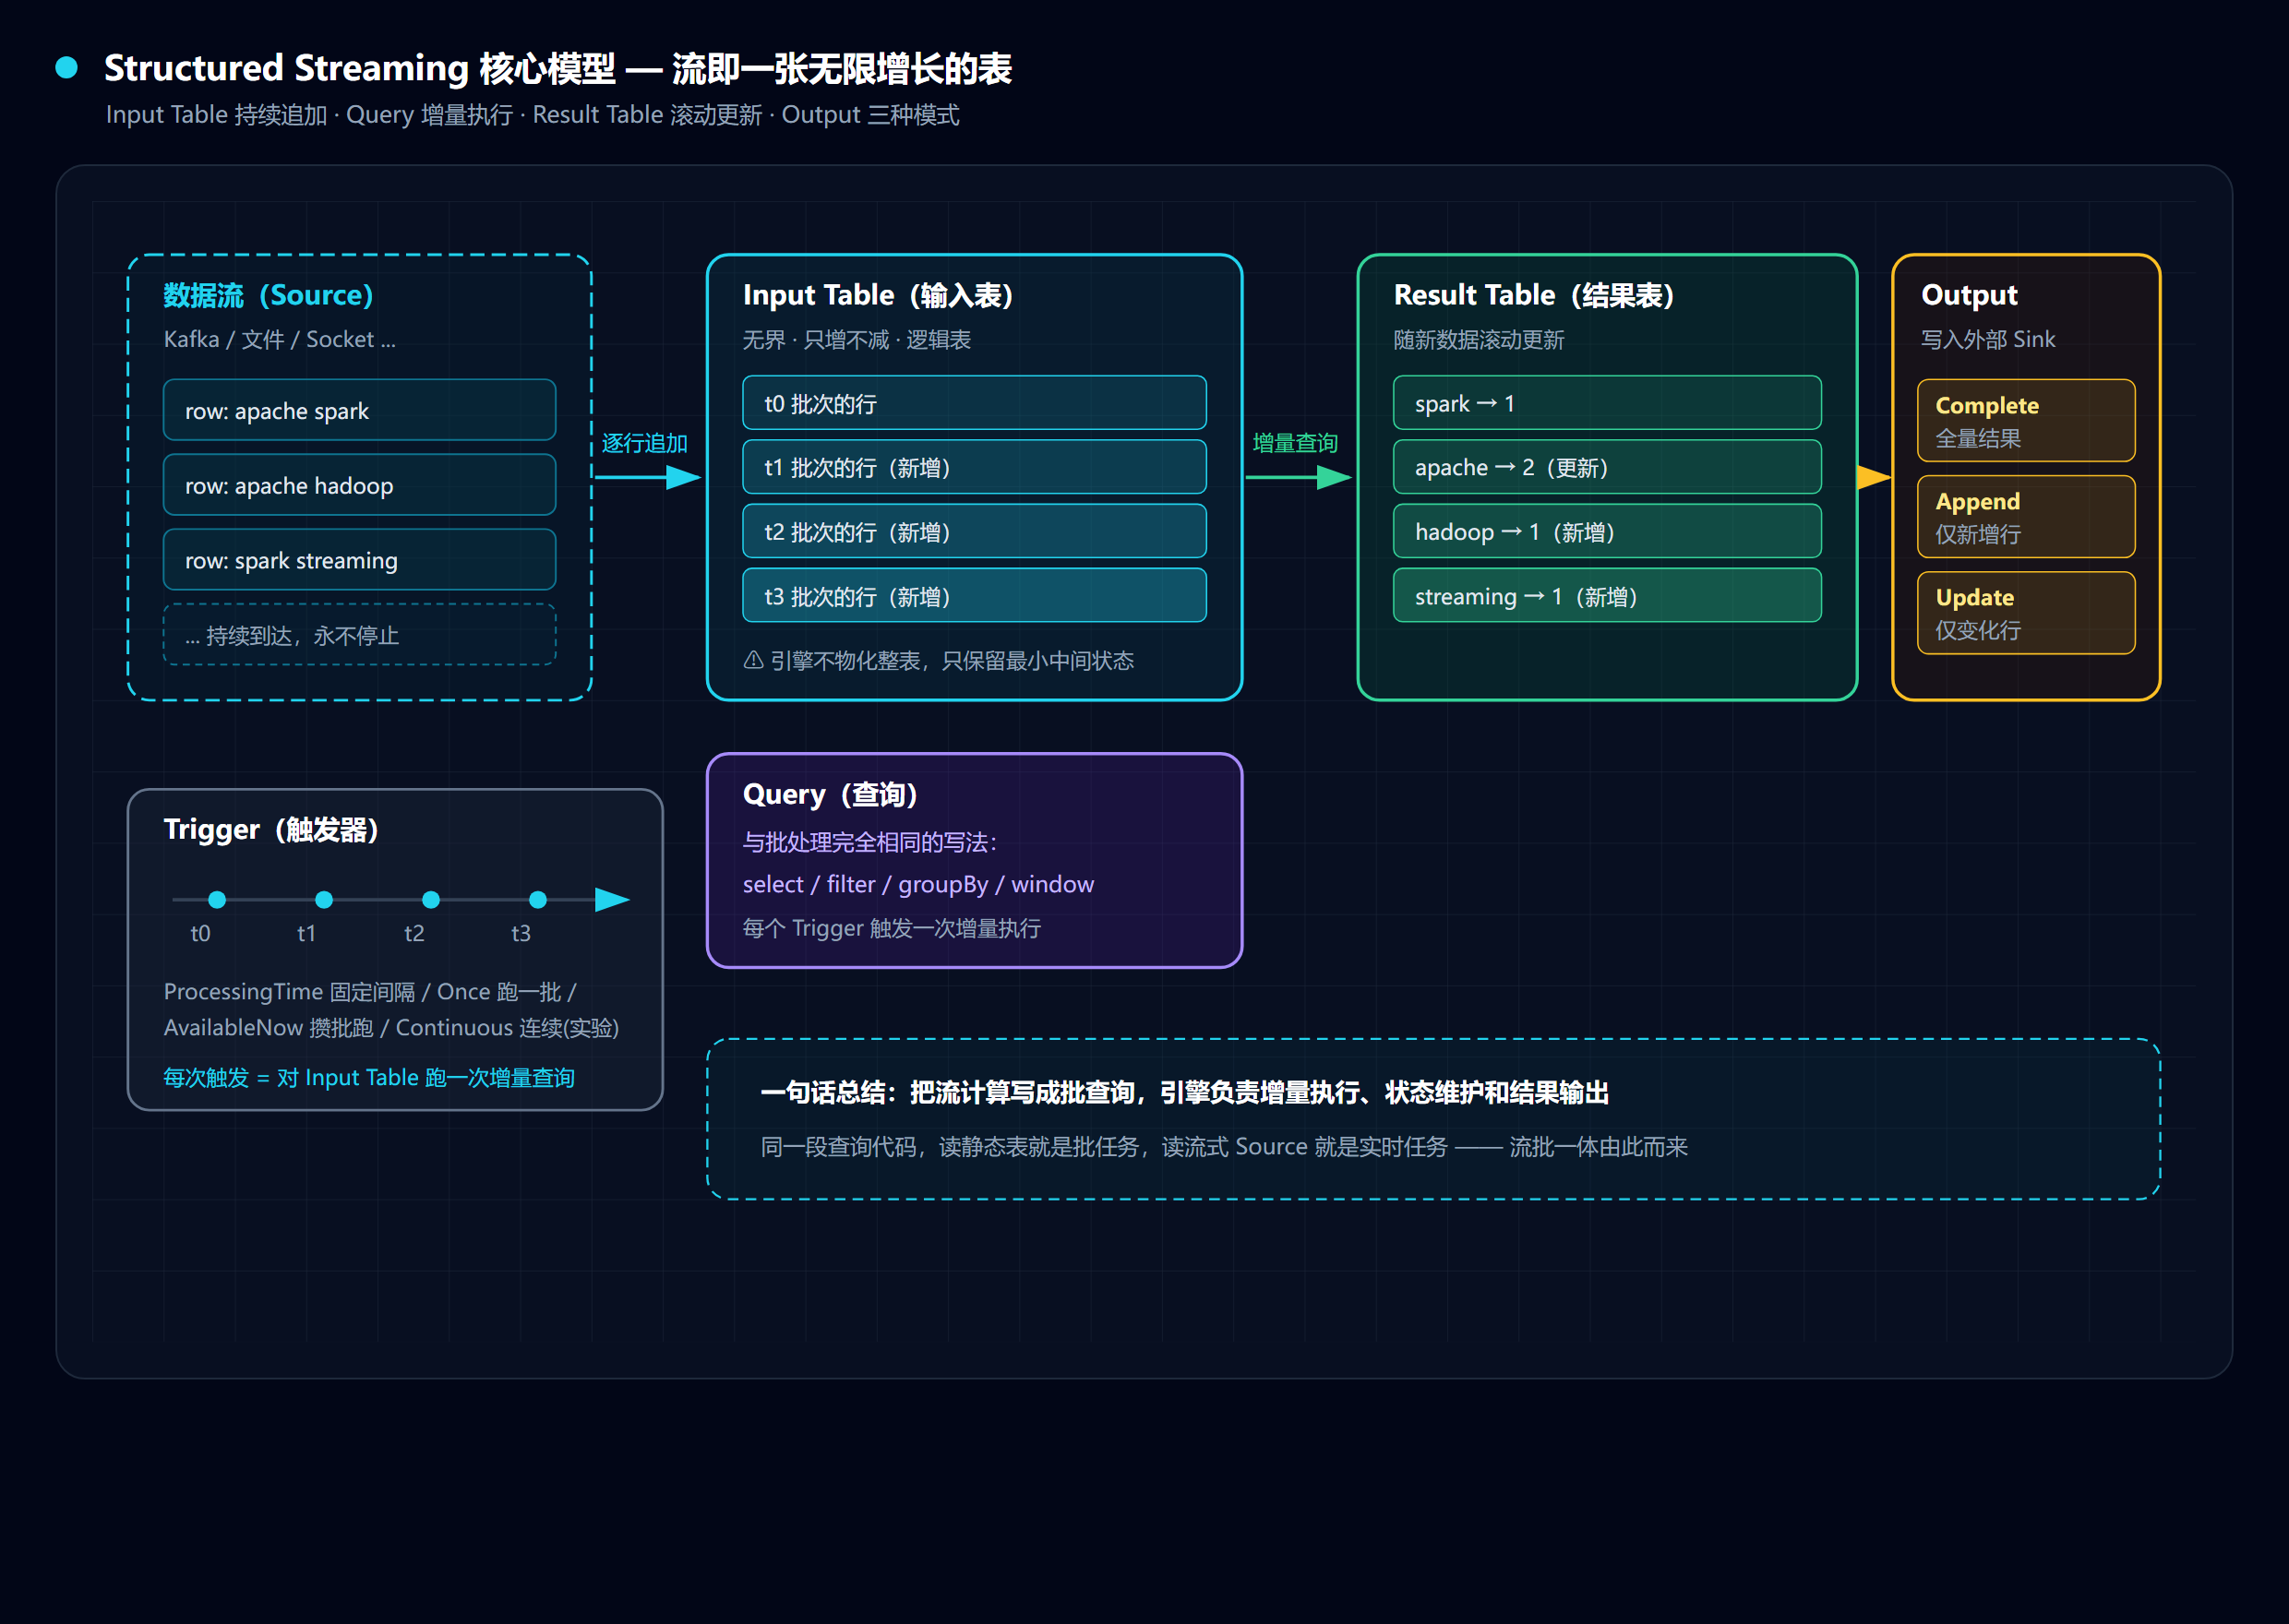 Structured Streaming 核心模型 — 流即一张无限增长的表
Input Table 持续追加 · Query 增量执行 · Result Table 滚动更新 · Output 三种模式
数据流（Source）
Kafka / 文件 / Socket ...
row: apache spark
row: apache hadoop
row: spark streaming
... 持续到达，永不停止
逐行追加
Input Table（输入表）
无界 · 只增不减 · 逻辑表
t0 批次的行
t1 批次的行（新增）
t2 批次的行（新增）
t3 批次的行（新增）
⚠ 引擎不物化整表，只保留最小中间状态
增量查询
Result Table（结果表）
随新数据滚动更新
spark → 1
apache → 2（更新）
hadoop → 1（新增）
streaming → 1（新增）
Output
写入外部 Sink
Complete
全量结果
Append
仅新增行
Update
仅变化行
Trigger（触发器）
t0 t1 t2 t3
ProcessingTime 固定间隔 / Once 跑一批 /
AvailableNow 攒批跑 / Continuous 连续(实验)
每次触发 = 对 Input Table 跑一次增量查询
Query（查询）
与批处理完全相同的写法：
select / filter / groupBy / window
每个 Trigger 触发一次增量执行
一句话总结：把流计算写成批查询，引擎负责增量执行、状态维护和结果输出
同一段查询代码，读静态表就是批任务，读流式 Source 就是实时任务 —— 流批一体由此而来